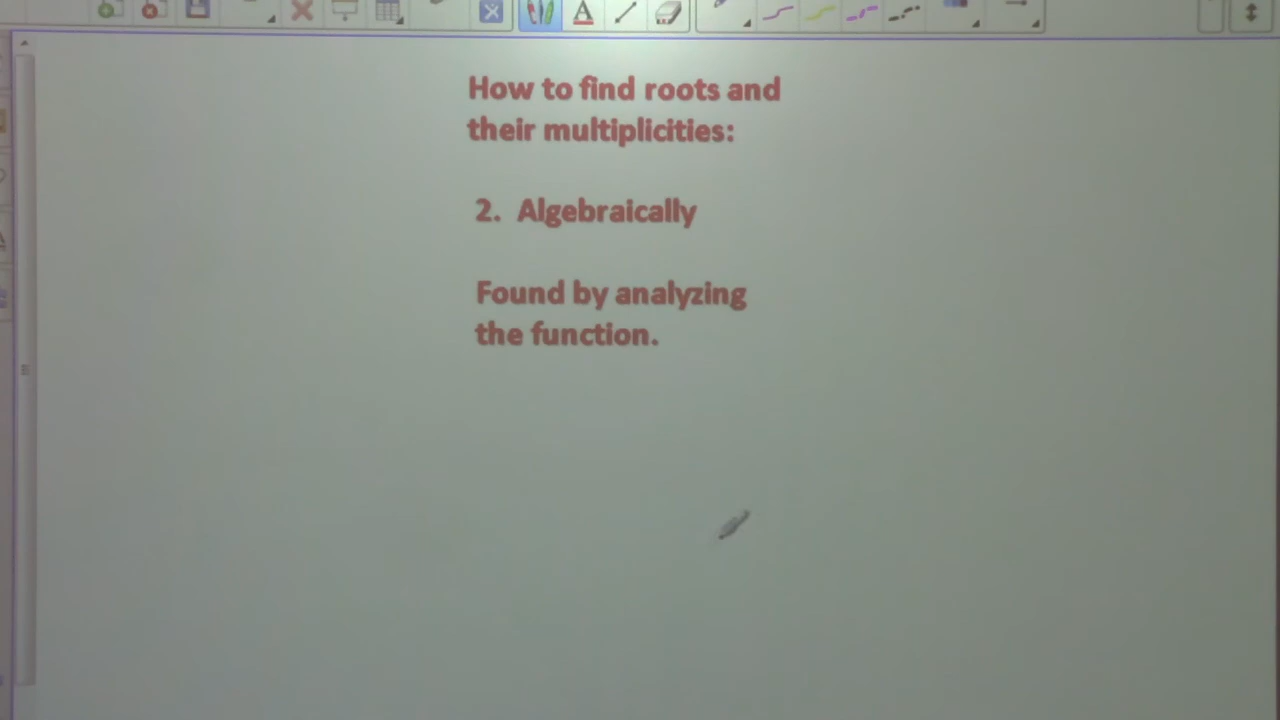 How to find roots and
their multiplicities:
2. Algebraically
Found by analyzing
the function.